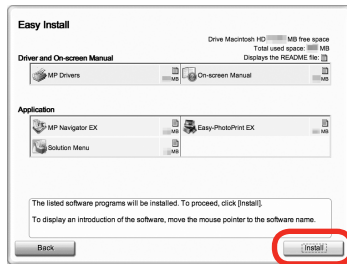 Easy Install
Drive Macintosh HD MB free space
Total used space: MB
Driver and On-screen Manual
Displays the README file:
MP Drivers MB On-screen Manual MB
Application
MP Navigator EX MB Easy-PhotoPrint EX MB
Solution Menu MB
The listed software programs will be installed. To proceed, click [Install].
To display an introduction of the software, move the mouse pointer to the software name.
Back Install